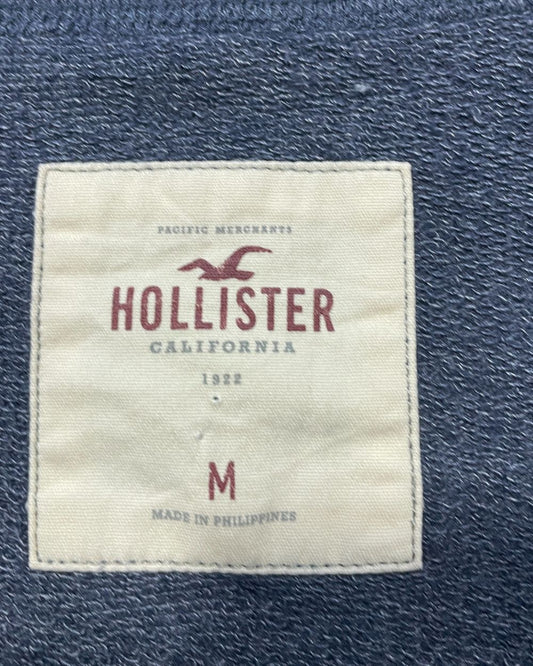 PACIFIC MERCHANTS
HOLLISTER
CALIFORNIA
1922
M
MADE IN PHILIPPINES